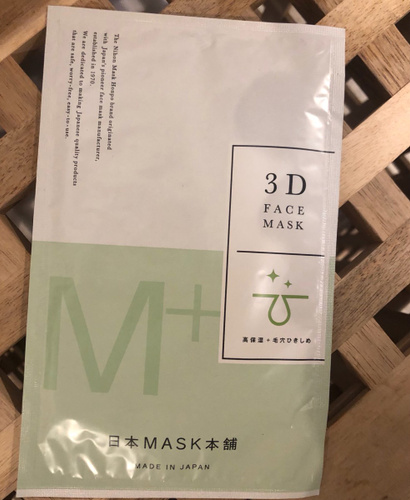 The Nihon Mask Honpo brand originated
with Japan's pioneer face mask manufacturer,
established in 1970.
We are dedicated to making Japanese quality products
that are safe, worry-free, easy-to-use.
3D
FACE
MASK
高保湿+毛穴ひきしめ
M+
日本MASK本舗
MADE IN JAPAN